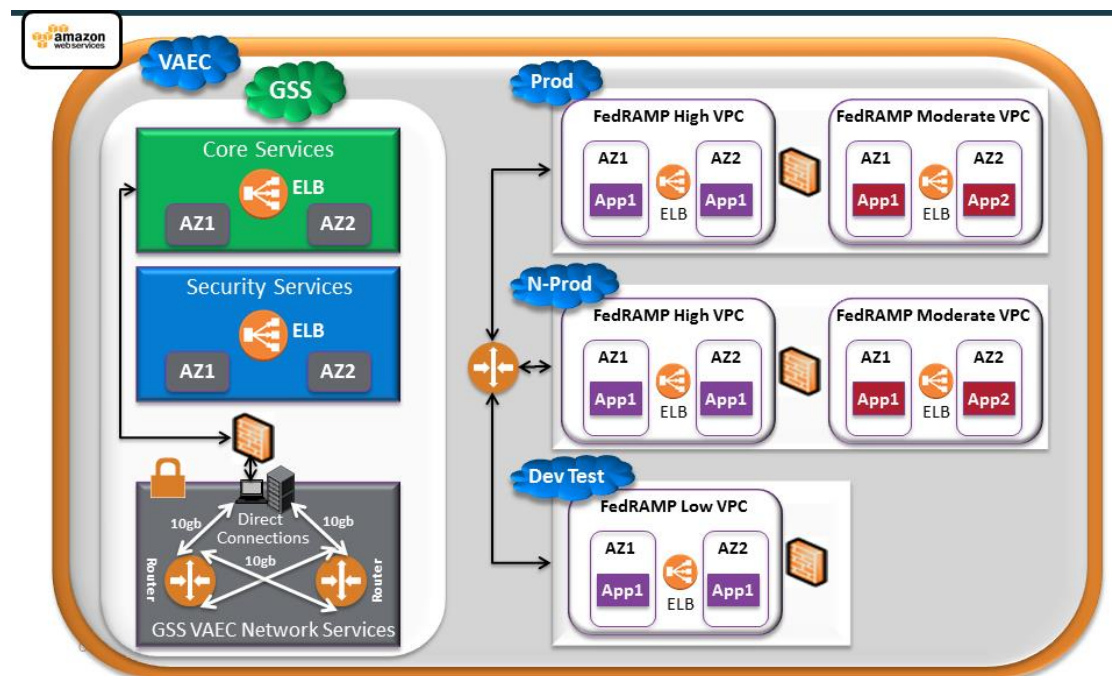 amazon
webservices
VAEC
GSS
Core Services
ELB
AZ1
AZ2
Security Services
ELB
AZ1
AZ2
10gb
Direct
Connections
10gb
10gb
Router
Router
GSS VAEC Network Services
Prod
FedRAMP High VPC
AZ1
AZ2
App1
ELB
App1
FedRAMP Moderate VPC
AZ1
AZ2
App1
ELB
App2
N-Prod
FedRAMP High VPC
AZ1
AZ2
App1
ELB
App1
FedRAMP Moderate VPC
AZ1
AZ2
App1
ELB
App2
Dev Test
FedRAMP Low VPC
AZ1
AZ2
App1
ELB
App1